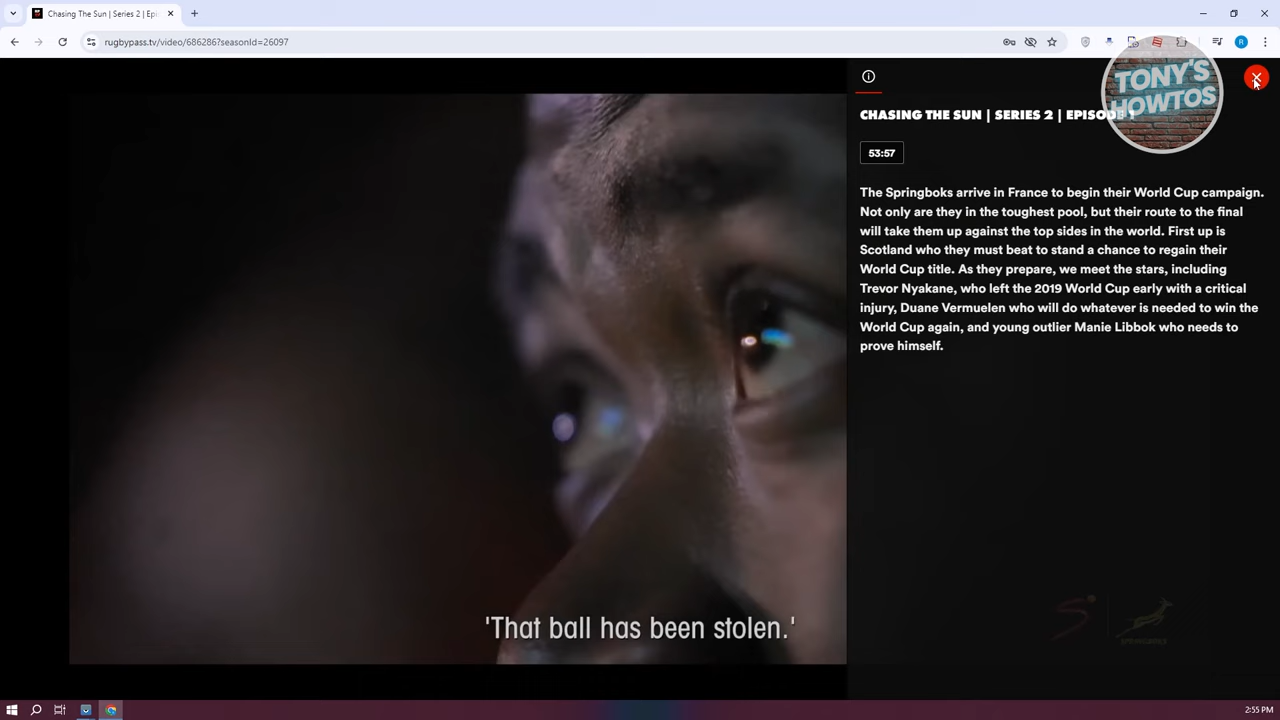 Chasing The Sun | Series 2 | Epi
rugbypass.tv/video/686286?seasonId=26097
R
TONY'S
HOWTOS
CHASING THE SUN | SERIES 2 | EPISODE 1
53:57
The Springboks arrive in France to begin their World Cup campaign.
Not only are they in the toughest pool, but their route to the final
will take them up against the top sides in the world. First up is
Scotland who they must beat to stand a chance to regain their
World Cup title. As they prepare, we meet the stars, including
Trevor Nyakane, who left the 2019 World Cup early with a critical
injury, Duane Vermuelen who will do whatever is needed to win the
World Cup again, and young outlier Manie Libbok who needs to
prove himself.
'That ball has been stolen.'
SPRINGBOKS
2:55 PM